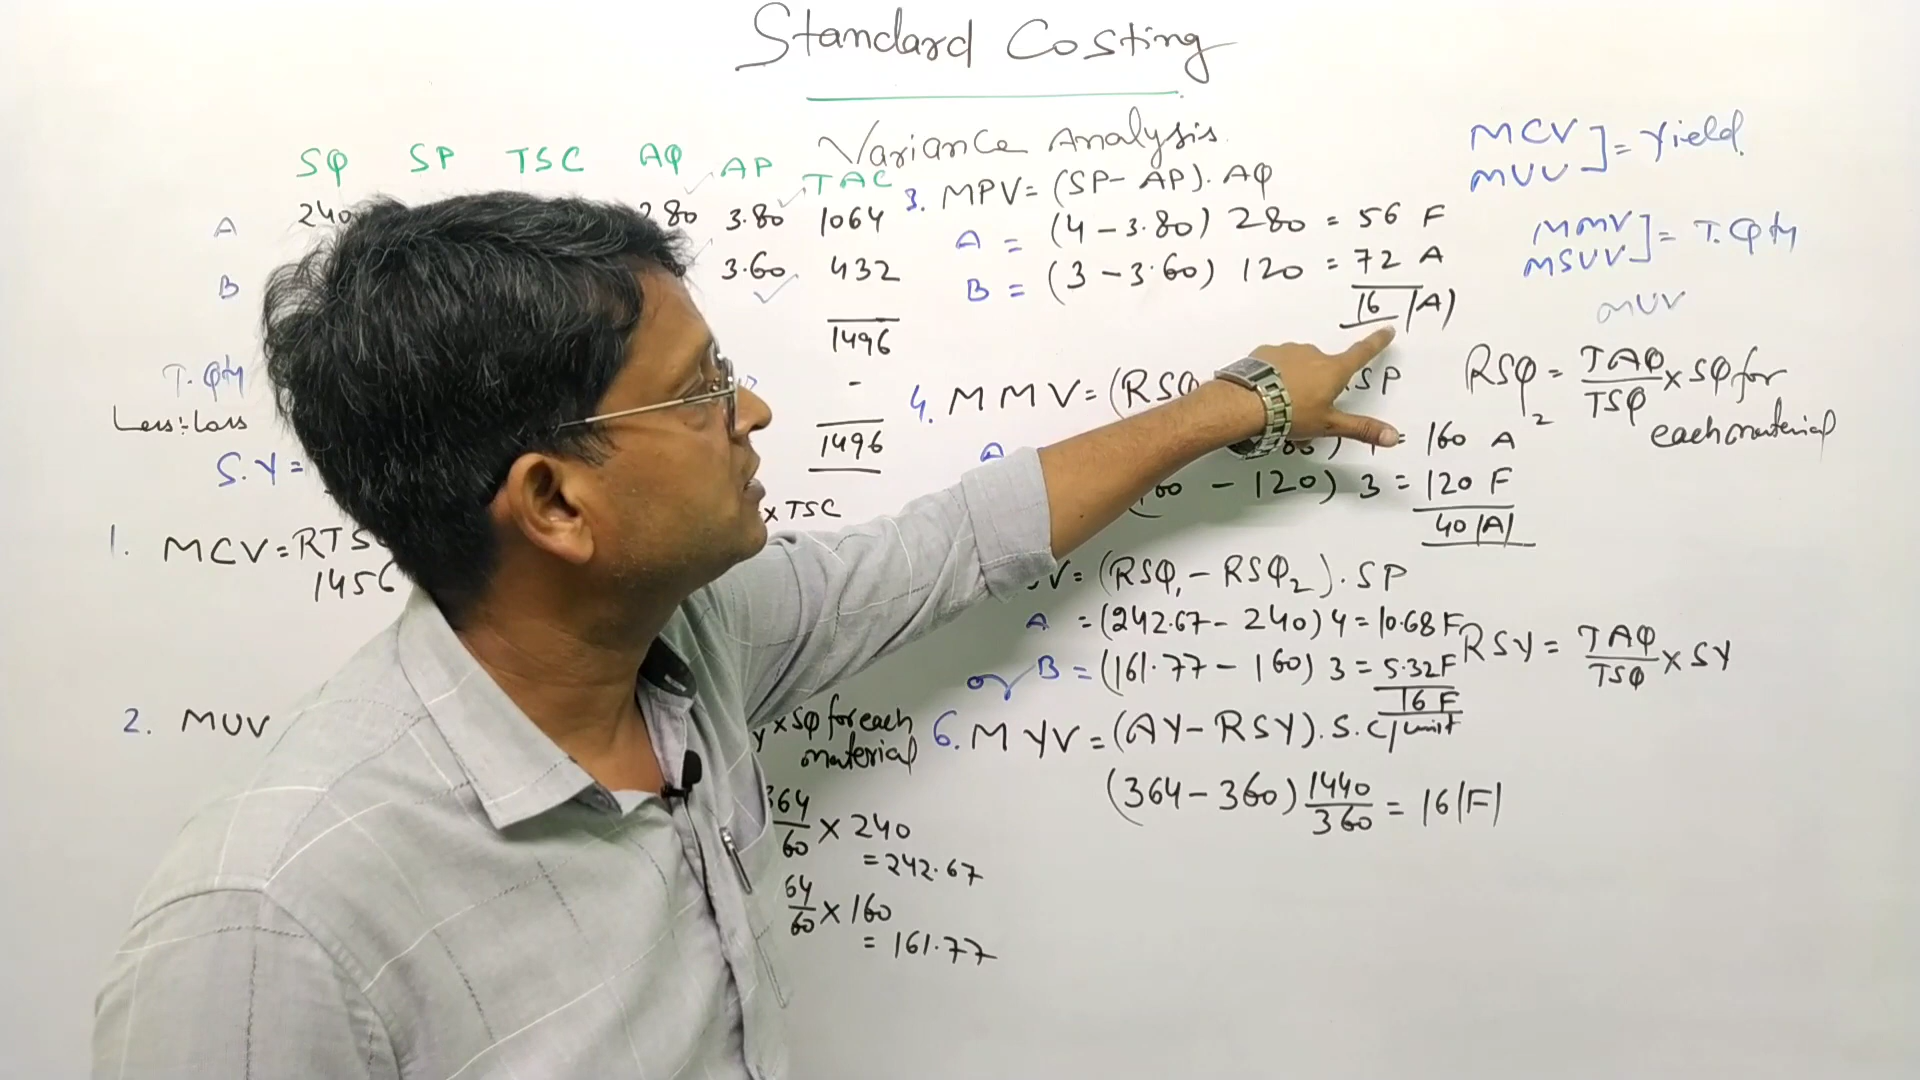 Standard Costing
Variance Analysis.
SQ SP TSC AQ AP TAC
A 240 280 3.80 1064
B 3.60 432
1496
T. Qty -
Less:- Loss 1496
S.Y =
x TSC
1. MCV = RTS
1456
2. MUV
x SQ for each
material
364
60 x 240
= 242.67
64
60 x 160
= 161.77
3. MPV = (SP - AP). AQ
A = (4 - 3.80) 280 = 56 F
B = (3 - 3.60) 120 = 72 A
16 (A)
4. MMV = (RSQ SP
A = 160 A
- 120) 3 = 120 F
40 (A)
V = (RSQ1 - RSQ2). SP
A = (242.67 - 240) 4 = 10.68 F
B = (161.77 - 160) 3 = 5.32 F
16 F
or
6. MYV = (AY - RSY). S. C/unit
(364 - 360) 1440/360 = 16 (F)
MCV
MUV ] = Yield.
MMV
MSUV ] = T. Qty
MUV
RSQ2 = TAQ/TSQ x SQ for
each material
RSY = TAQ/TSQ x SY